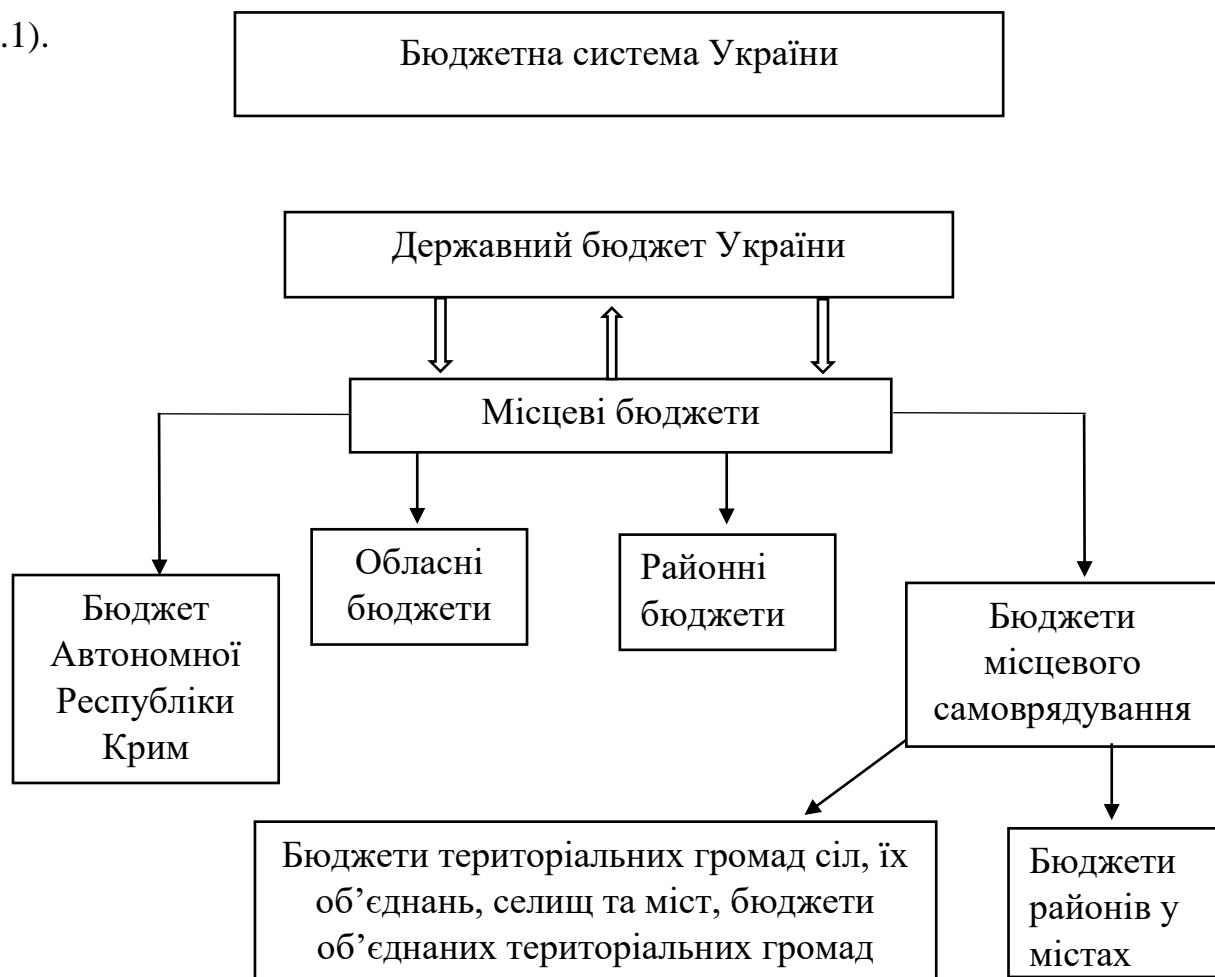 .1).
Бюджетна система України
Державний бюджет України
Місцеві бюджети
Обласні
бюджети
Районні
бюджети
Бюджет
Автономної
Республіки
Крим
Бюджети
місцевого
самоврядування
Бюджети територіальних громад сіл, їх
об’єднань, селищ та міст, бюджети
об’єднаних територіальних громад
Бюджети
районів у
містах